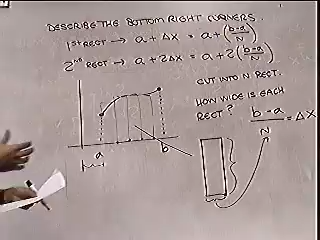 DESCRIBE THE BOTTOM RIGHT CORNERS.
1ST RECT → a + ΔX = a + (b-a/N)
2ND RECT → a + 2ΔX = a + 2(b-a/N)
CUT INTO N RECT.
HOW WIDE IS EACH
RECT? b-a/N = ΔX
a b